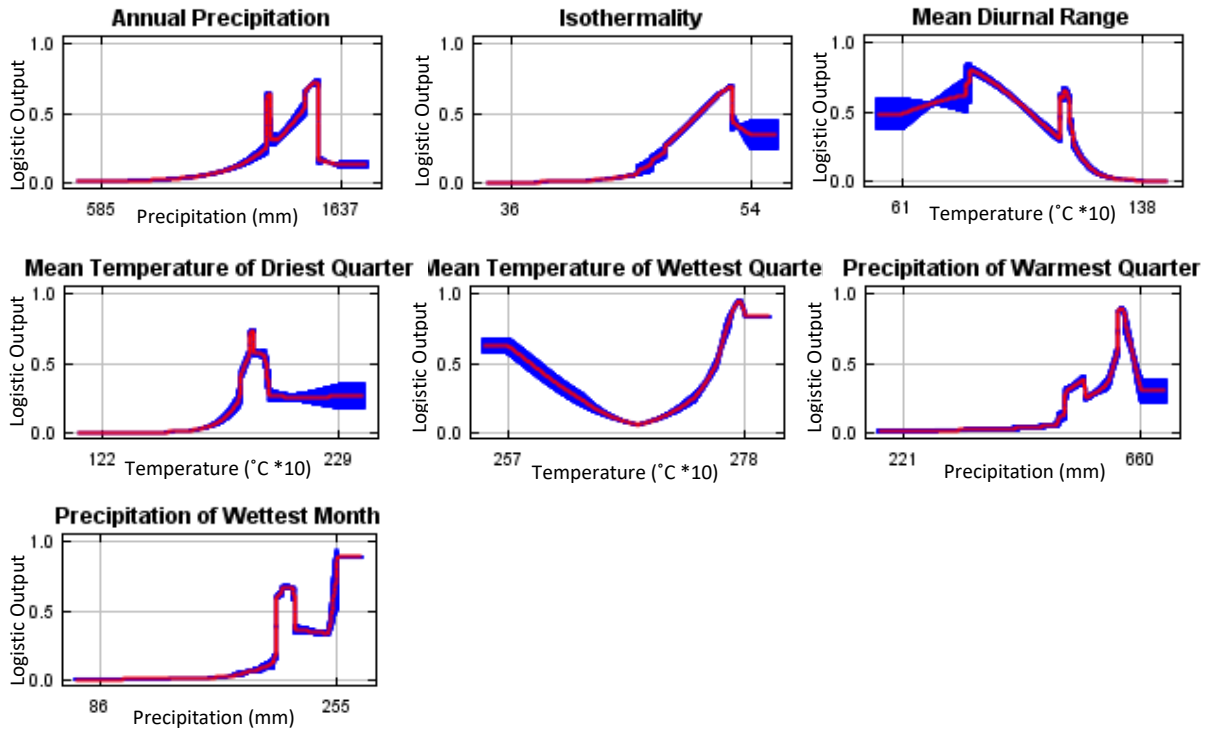 Annual Precipitation
Logistic Output
1.0
0.5
0.0
585
1637
Precipitation (mm)
Isothermality
Logistic Output
1.0
0.5
0.0
36
54
Mean Diurnal Range
Logistic Output
1.0
0.5
0.0
61
138
Temperature (˚C *10)
Mean Temperature of Driest Quarter
Logistic Output
1.0
0.5
0.0
122
229
Temperature (˚C *10)
Mean Temperature of Wettest Quarte
Logistic Output
1.0
0.5
0.0
257
278
Temperature (˚C *10)
Precipitation of Warmest Quarter
Logistic Output
1.0
0.5
0.0
221
660
Precipitation (mm)
Precipitation of Wettest Month
Logistic Output
1.0
0.5
0.0
86
255
Precipitation (mm)